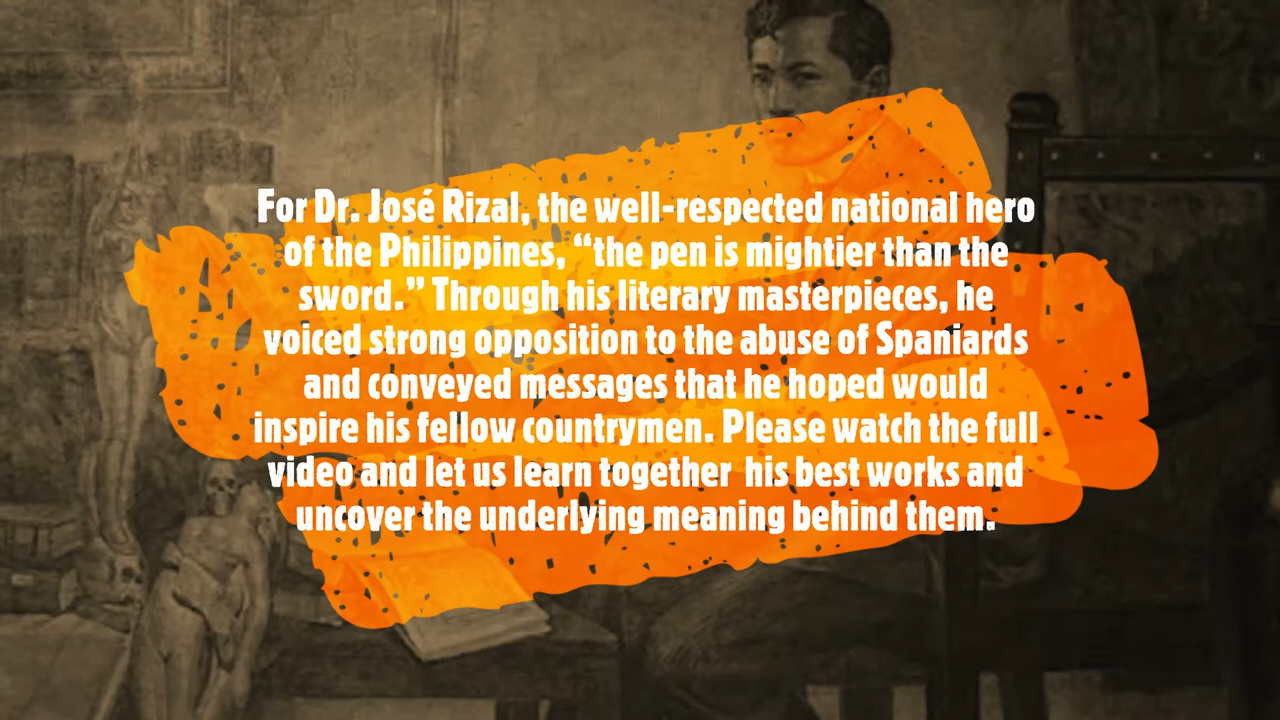 For Dr. José Rizal, the well-respected national hero
of the Philippines, “the pen is mightier than the
sword.” Through his literary masterpieces, he
voiced strong opposition to the abuse of Spaniards
and conveyed messages that he hoped would
inspire his fellow countrymen. Please watch the full
video and let us learn together  his best works and
uncover the underlying meaning behind them.